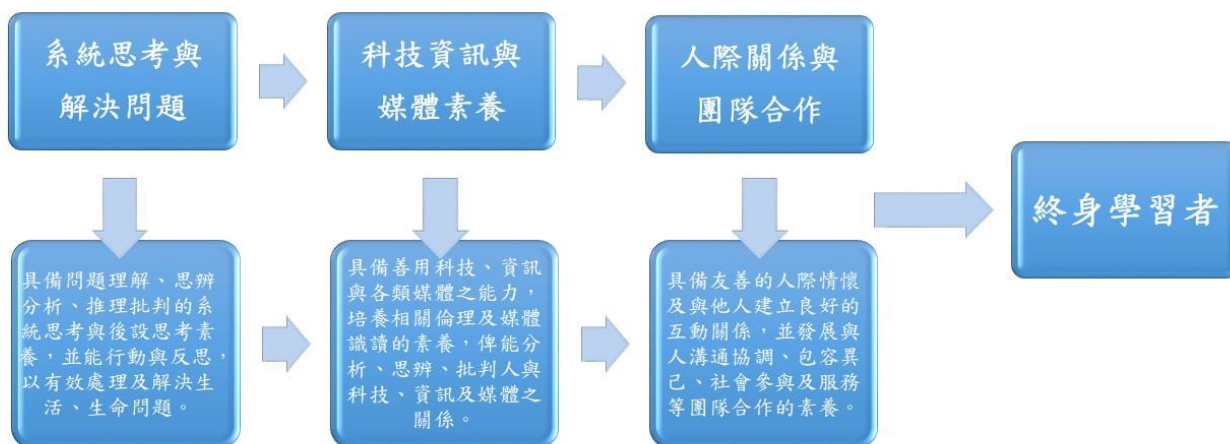 系統思考與
解決問題
科技資訊與
媒體素養
人際關係與
團隊合作
終身學習者
具備問題理解、思辨
分析、推理批判的系
統思考與後設思考素
養，並能行動與反思，
以有效處理及解決生
活、生命問題。
具備善用科技、資訊
與各類媒體之能力，
培養相關倫理及媒體
識讀的素養，俾能分
析、思辨、批判人與
科技、資訊及媒體之
關係。
具備友善的人際情懷
及與他人建立良好的
互動關係，並發展與
人溝通協調、包容異
己、社會參與及服務
等團隊合作的素養。